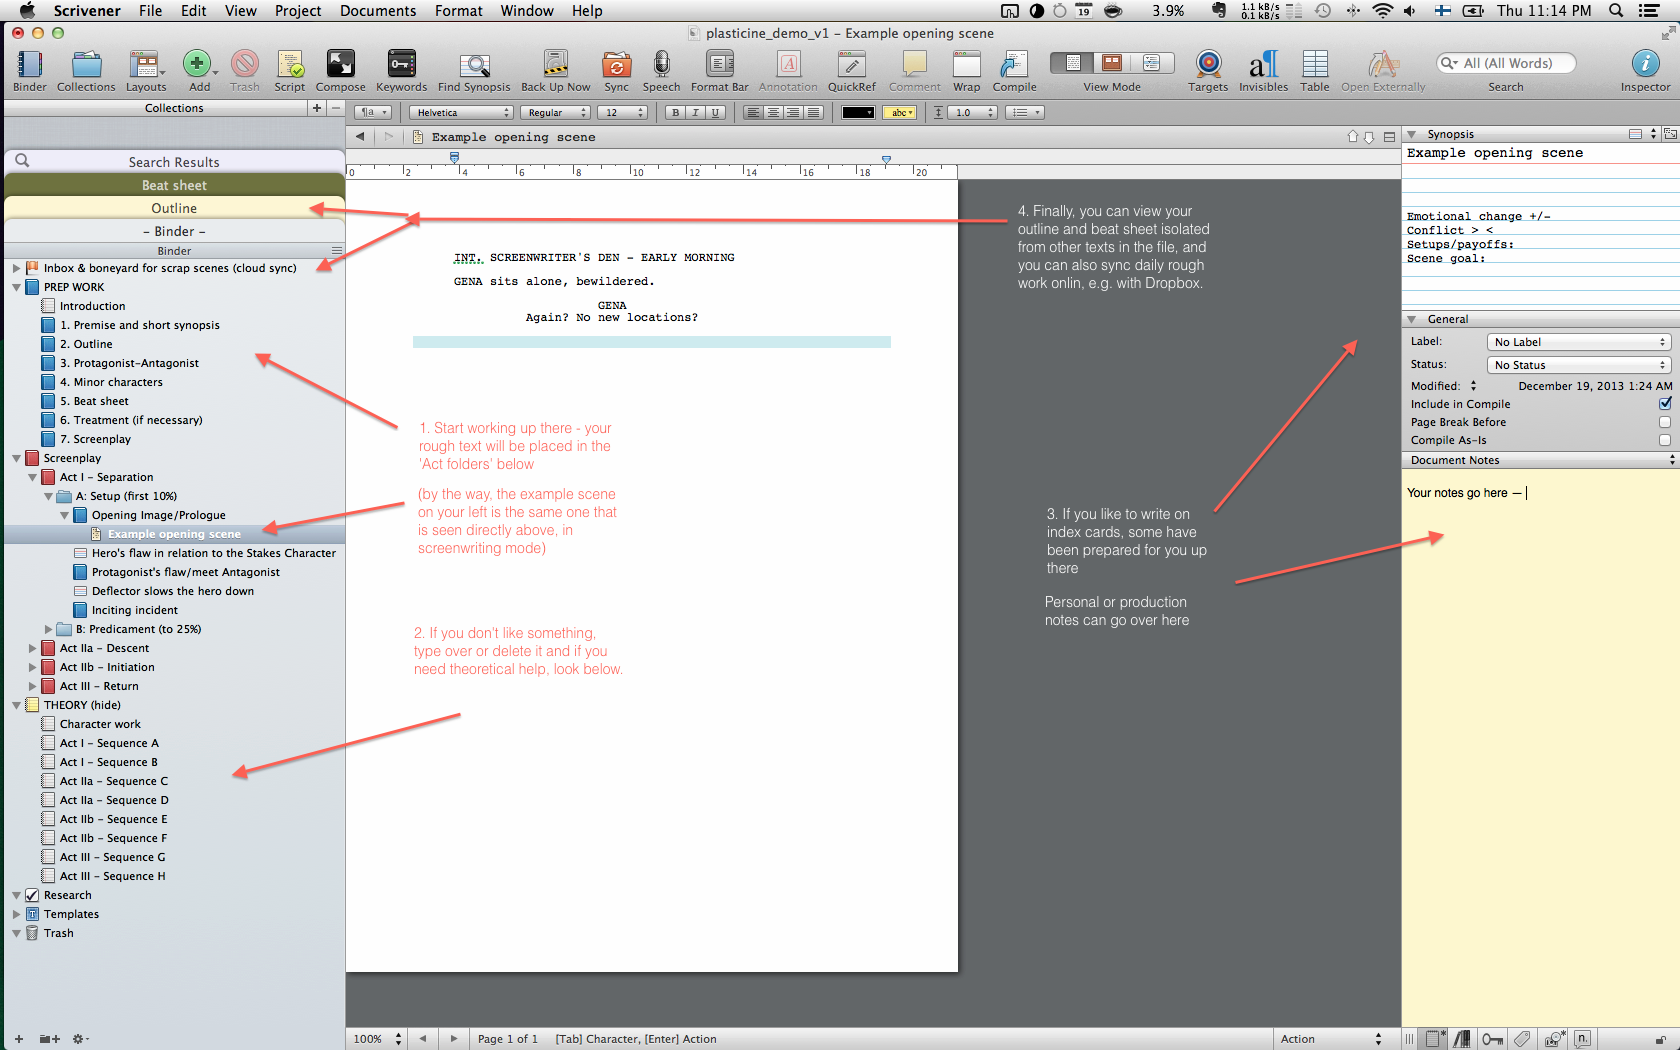 Scrivener File Edit View Project Documents Format Window Help
19 3.9% 1.1 kB/s 0.1 kB/s Thu 11:14 PM
plasticine_demo_v1 – Example opening scene
Binder Collections Layouts Add Trash Script Compose Keywords Find Synopsis Back Up Now Sync Speech Format Bar Annotation QuickRef Comment Wrap Compile View Mode Targets Invisibles Table Open Externally Search Inspector
All (All Words)
Collections + –
¶a Helvetica Regular 12 B I U abc 1.0
Example opening scene
0 2 4 6 8 10 12 14 16 18 20
Search Results
Beat sheet
Outline
- Binder -
Binder
Inbox & boneyard for scrap scenes (cloud sync)
PREP WORK
Introduction
1. Premise and short synopsis
2. Outline
3. Protagonist-Antagonist
4. Minor characters
5. Beat sheet
6. Treatment (if necessary)
7. Screenplay
Screenplay
Act I - Separation
A: Setup (first 10%)
Opening Image/Prologue
Example opening scene
Hero's flaw in relation to the Stakes Character
Protagonist's flaw/meet Antagonist
Deflector slows the hero down
Inciting incident
B: Predicament (to 25%)
Act IIa - Descent
Act IIb - Initiation
Act III - Return
THEORY (hide)
Character work
Act I - Sequence A
Act I - Sequence B
Act IIa - Sequence C
Act IIa - Sequence D
Act IIb - Sequence E
Act IIb - Sequence F
Act III - Sequence G
Act III - Sequence H
Research
Templates
Trash
INT. SCREENWRITER'S DEN - EARLY MORNING
GENA sits alone, bewildered.
GENA
Again? No new locations?
1. Start working up there - your
rough text will be placed in the
'Act folders' below
(by the way, the example scene
on your left is the same one that
is seen directly above, in
screenwriting mode)
2. If you don't like something,
type over or delete it and if you
need theoretical help, look below.
4. Finally, you can view your
outline and beat sheet isolated
from other texts in the file, and
you can also sync daily rough
work onlin, e.g. with Dropbox.
3. If you like to write on
index cards, some have
been prepared for you up
there
Personal or production
notes can go over here
Synopsis
Example opening scene
Emotional change +/-
Conflict > <
Setups/payoffs:
Scene goal:
General
Label: No Label
Status: No Status
Modified: December 19, 2013 1:24 AM
Include in Compile
Page Break Before
Compile As-Is
Document Notes
Your notes go here —
100% Page 1 of 1 [Tab] Character, [Enter] Action Action n.